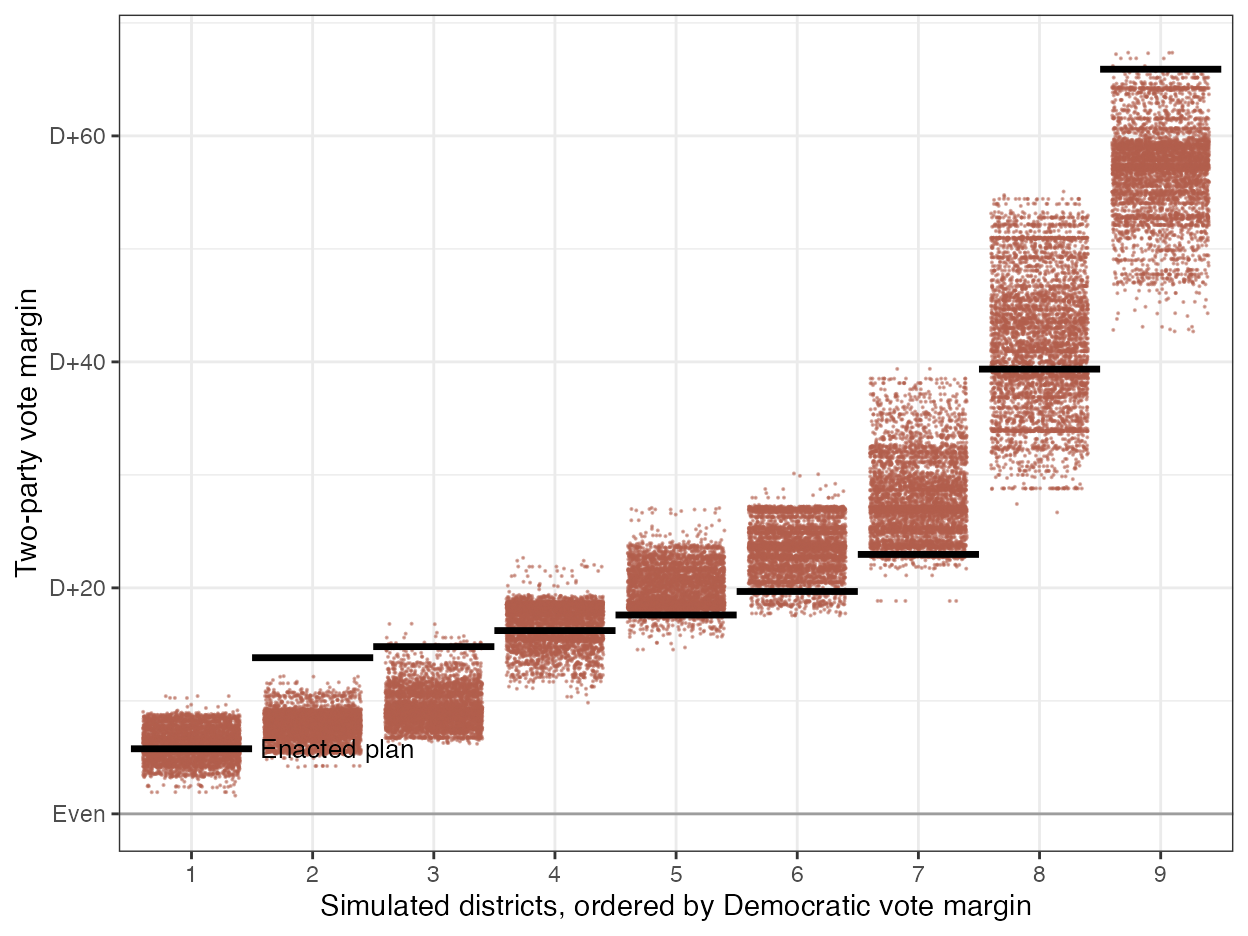 Two-party vote margin
D+60
D+40
D+20
Even
Enacted plan
1 2 3 4 5 6 7 8 9
Simulated districts, ordered by Democratic vote margin